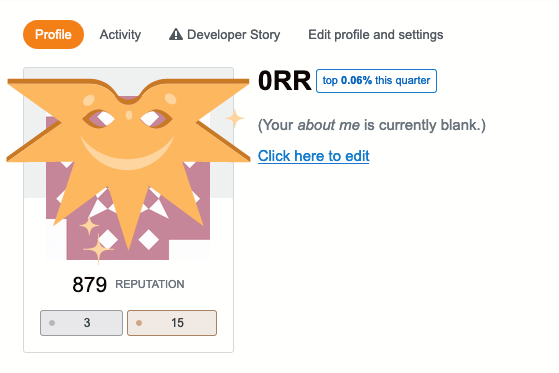 Profile Activity Developer Story Edit profile and settings
0RR top 0.06% this quarter
(Your about me is currently blank.)
Click here to edit
879 REPUTATION
3 15